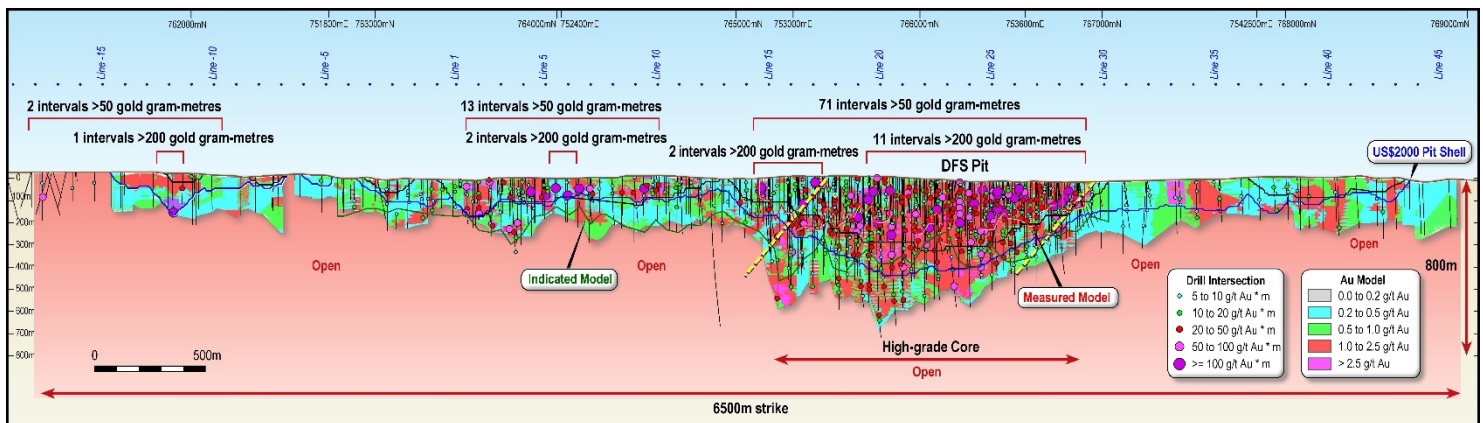 762000mN
751800mE
763000mN
764000mN
752400mE
765000mN
753000mE
766000mN
753600mE
767000mN
754250mE
768000mN
769000mN
Line -15
Line -10
Line -5
Line 1
Line 5
Line 10
Line 15
Line 20
Line 25
Line 30
Line 35
Line 40
Line 45
2 intervals >50 gold gram-metres
13 intervals >50 gold gram-metres
71 intervals >50 gold gram-metres
1 intervals >200 gold gram-metres
2 intervals >200 gold gram-metres
2 intervals >200 gold gram-metres
11 intervals >200 gold gram-metres
DFS Pit
US$2000 Pit Shell
0
100m
200m
300m
400m
500m
600m
700m
800m
Open
Indicated Model
Open
Measured Model
Open
Open
800m
High-grade Core
Open
0
500m
Drill Intersection
5 to 10 g/t Au * m
10 to 20 g/t Au * m
20 to 50 g/t Au * m
50 to 100 g/t Au * m
>= 100 g/t Au * m
Au Model
0.0 to 0.2 g/t Au
0.2 to 0.5 g/t Au
0.5 to 1.0 g/t Au
1.0 to 2.5 g/t Au
> 2.5 g/t Au
6500m strike